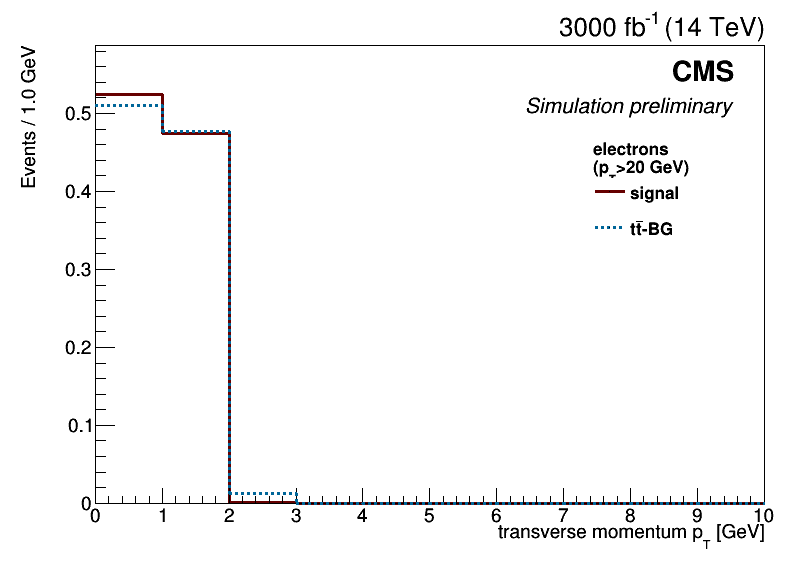 3000 fb⁻¹ (14 TeV)
Events / 1.0 GeV
CMS
Simulation preliminary
electrons
(p_T>20 GeV)
signal
tt̄-BG
0.5
0.4
0.3
0.2
0.1
0
0 1 2 3 4 5 6 7 8 9 10
transverse momentum p_T [GeV]